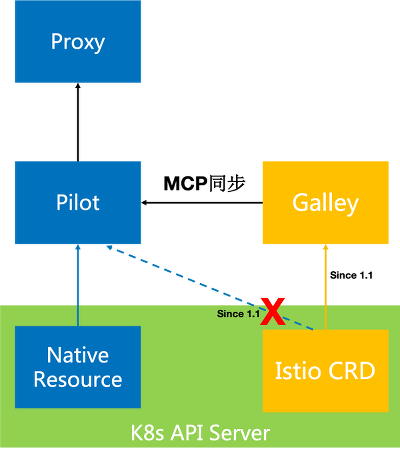 Proxy
MCP同步
Pilot
Galley
Since 1.1
Since 1.1
X
Native
Resource
Istio CRD
K8s API Server